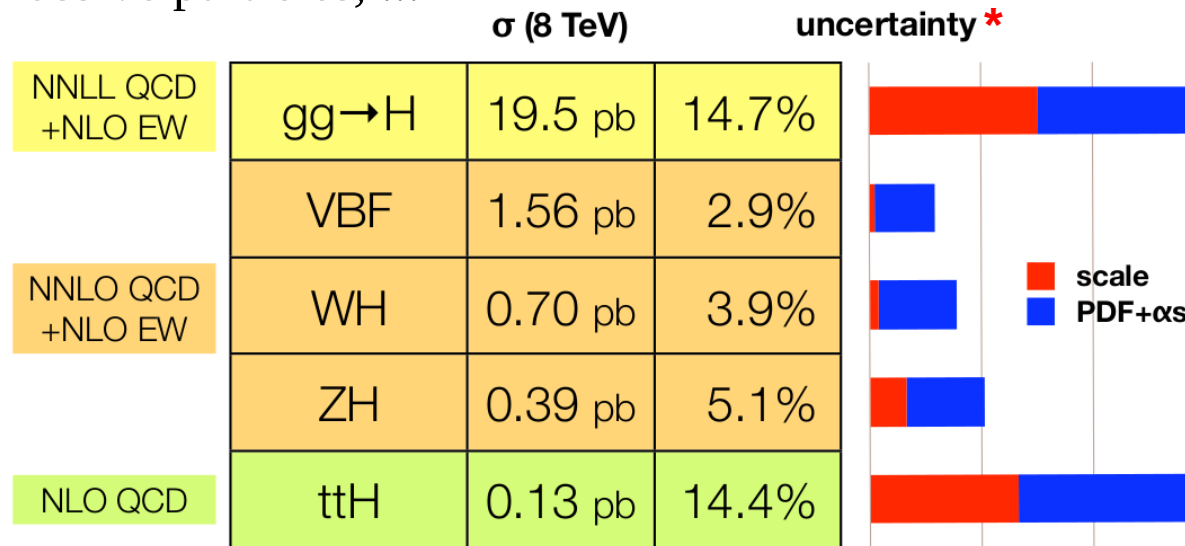 σ (8 TeV) uncertainty *
NNLL QCD
+NLO EW
gg→H 19.5 pb 14.7%
VBF 1.56 pb 2.9%
NNLO QCD
+NLO EW
WH 0.70 pb 3.9%
scale
PDF+αs
ZH 0.39 pb 5.1%
NLO QCD ttH 0.13 pb 14.4%